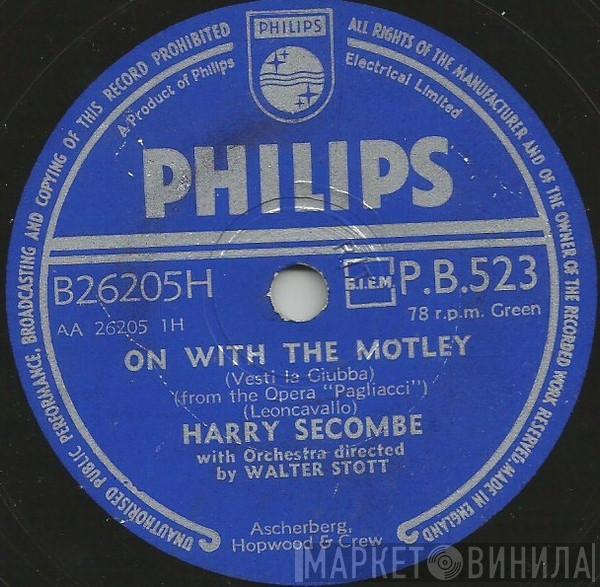 UNAUTHORISED PUBLIC PERFORMANCE, BROADCASTING AND COPYING OF THIS RECORD PROHIBITED
ALL RIGHTS OF THE MANUFACTURER AND OF THE OWNER OF THE RECORDED WORK RESERVED. MADE IN ENGLAND
PHILIPS
A Product of Philips
Electrical Limited
PHILIPS
B26205H
B.I.E.M.
P.B.523
AA 26205 1H
78 r.p.m. Green
ON WITH THE MOTLEY
(Vesti la Giubba)
(from the Opera "Pagliacci")
(Leoncavallo)
HARRY SECOMBE
with Orchestra directed
by WALTER STOTT
Ascherberg,
Hopwood & Crew
МАРКЕТ ВИНИЛА